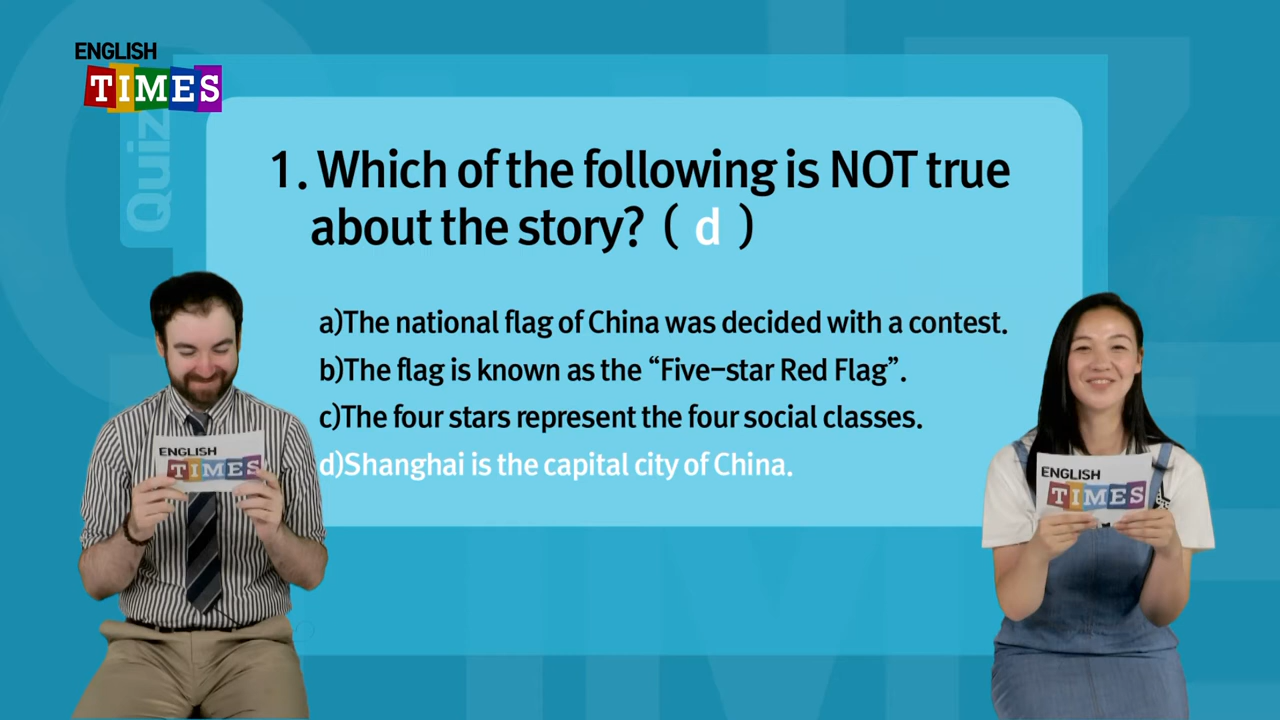 ENGLISH
TIMES
Quiz
1. Which of the following is NOT true
about the story? ( d )
a)The national flag of China was decided with a contest.
b)The flag is known as the “Five-star Red Flag”.
c)The four stars represent the four social classes.
d)Shanghai is the capital city of China.
ENGLISH
TIMES
ENGLISH
TIMES